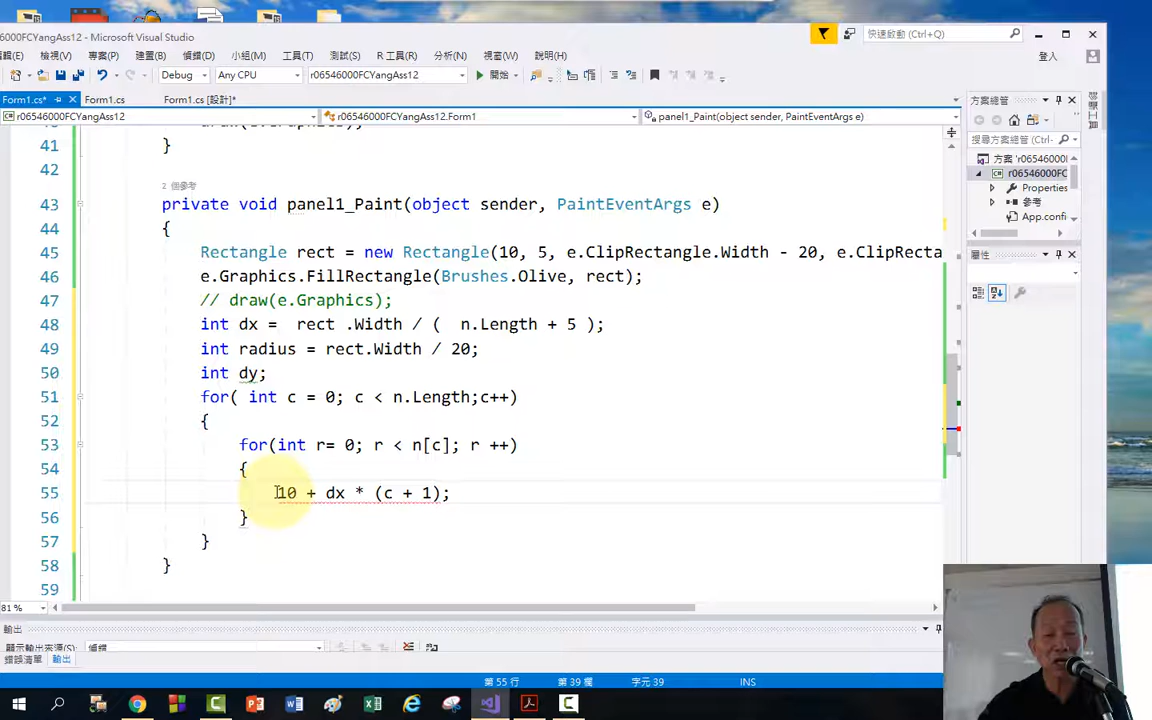 6000FCYangAss12 - Microsoft Visual Studio
快速啟動 (Ctrl+Q)
檢視(V) 專案(P) 建置(B) 偵錯(D) 小組(M) 工具(T) 測試(S) R 工具(R) 分析(N) 視窗(W) 說明(H)
登入
Debug Any CPU r06546000FCYangAss12 開始
Form1.cs* Form1.cs Form1.cs [設計]*
方案總管
r06546000FCYangAss12 r06546000FCYangAss12.Form1 panel1_Paint(object sender, PaintEventArgs e)
搜尋方案總管 (Ctrl+
方案 'r06546000
r06546000FC
Properties
參考
App.confi
屬性
41 }
42
2 個參考
43 private void panel1_Paint(object sender, PaintEventArgs e)
44 {
45 Rectangle rect = new Rectangle(10, 5, e.ClipRectangle.Width - 20, e.ClipRecta
46 e.Graphics.FillRectangle(Brushes.Olive, rect);
47 // draw(e.Graphics);
48 int dx =  rect .Width / (  n.Length + 5 );
49 int radius = rect.Width / 20;
50 int dy;
51 for( int c = 0; c < n.Length;c++)
52 {
53 for(int r= 0; r < n[c]; r ++)
54 {
55 10 + dx * (c + 1);
56 }
57 }
58 }
59
81 %
輸出
顯示輸出來源(S): 偵錯
錯誤清單 輸出
第 55 行 第 39 欄 字元 39 INS